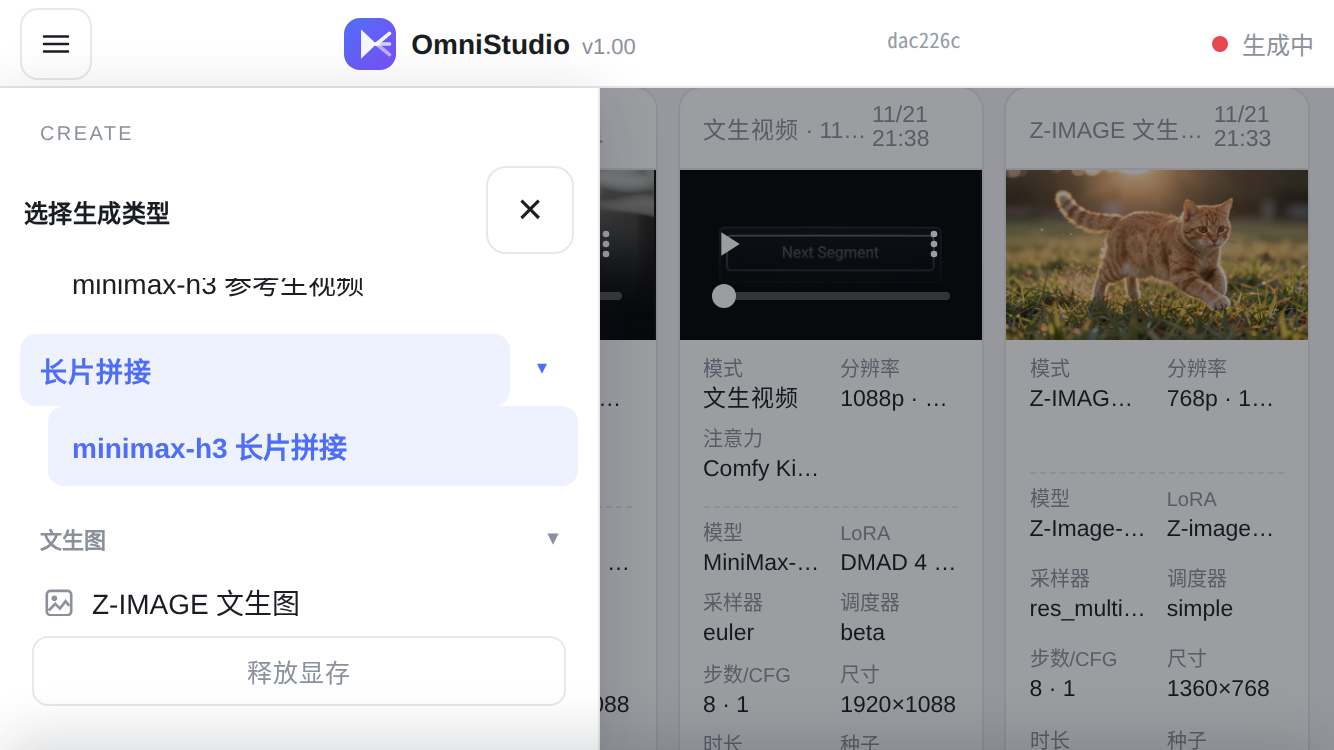 OmniStudio v1.00
dac226c
生成中
CREATE
选择生成类型
minimax-h3 参考生视频
长片拼接
minimax-h3 长片拼接
文生图
Z-IMAGE 文生图
释放显存
文生视频 · 11…
11/21
21:38
Next Segment
模式
分辨率
文生视频
1088p · …
注意力
Comfy Ki…
模型
LoRA
MiniMax-…
DMAD 4 …
采样器
调度器
euler
beta
步数/CFG
尺寸
8 · 1
1920×1088
时长
种子
Z-IMAGE 文生…
11/21
21:33
模式
分辨率
Z-IMAG…
768p · 1…
模型
LoRA
Z-Image-…
Z-image…
采样器
调度器
res_multi…
simple
步数/CFG
尺寸
8 · 1
1360×768
时长
种子